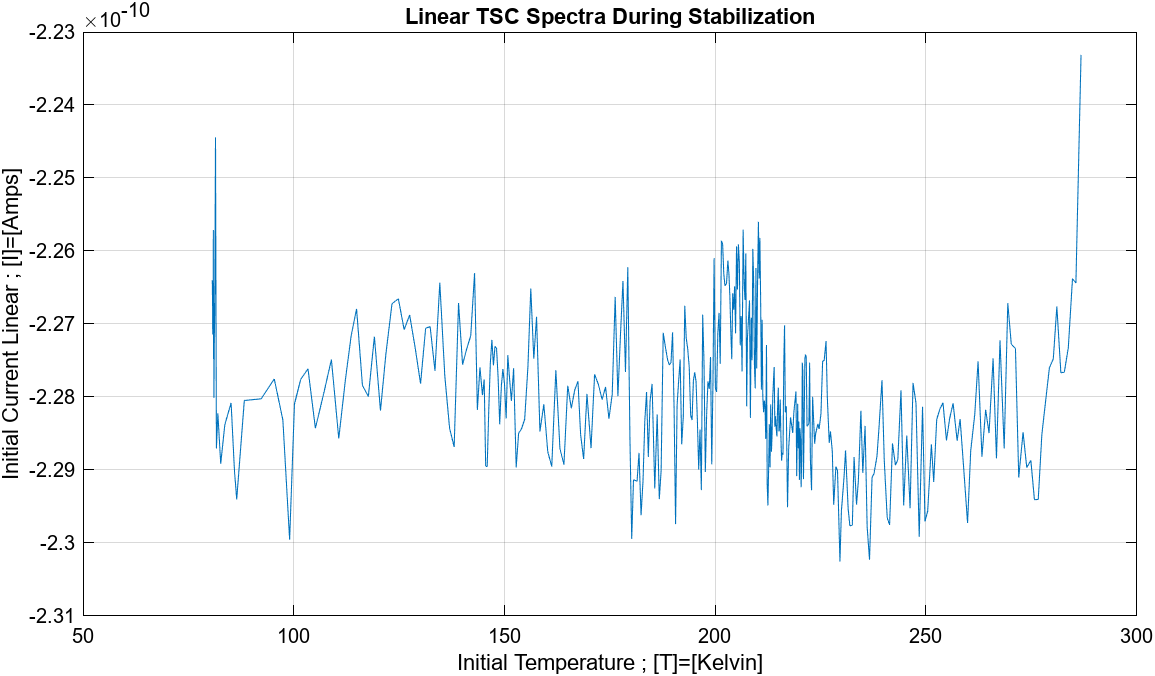 Linear TSC Spectra During Stabilization
×10-10
-2.23
-2.24
-2.25
-2.26
-2.27
-2.28
-2.29
-2.3
-2.31
Initial Current Linear ; [I]=[Amps]
50 100 150 200 250 300
Initial Temperature ; [T]=[Kelvin]